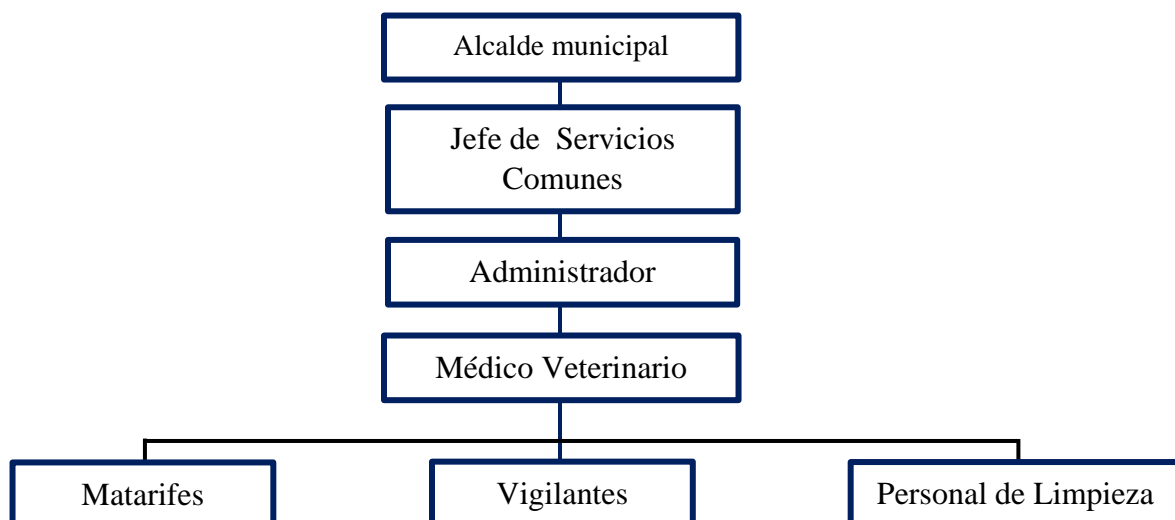 Alcalde municipal
Jefe de Servicios
Comunes
Administrador
Médico Veterinario
Matarifes
Vigilantes
Personal de Limpieza